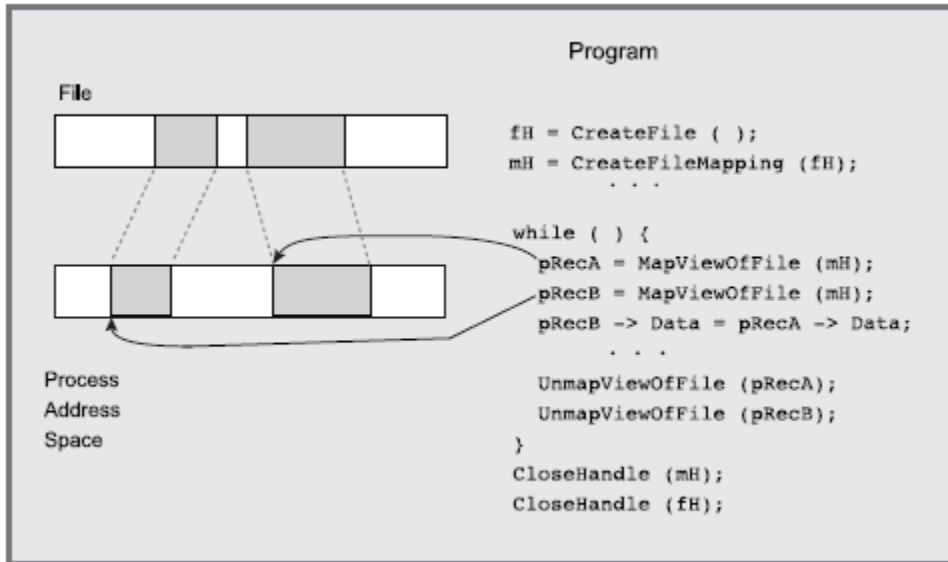 Program
File
fH = CreateFile ( );
mH = CreateFileMapping (fH);
. . .
while ( ) {
pRecA = MapViewOfFile (mH);
pRecB = MapViewOfFile (mH);
pRecB -> Data = pRecA -> Data;
. . .
UnmapViewOfFile (pRecA);
UnmapViewOfFile (pRecB);
}
CloseHandle (mH);
CloseHandle (fH);
Process
Address
Space